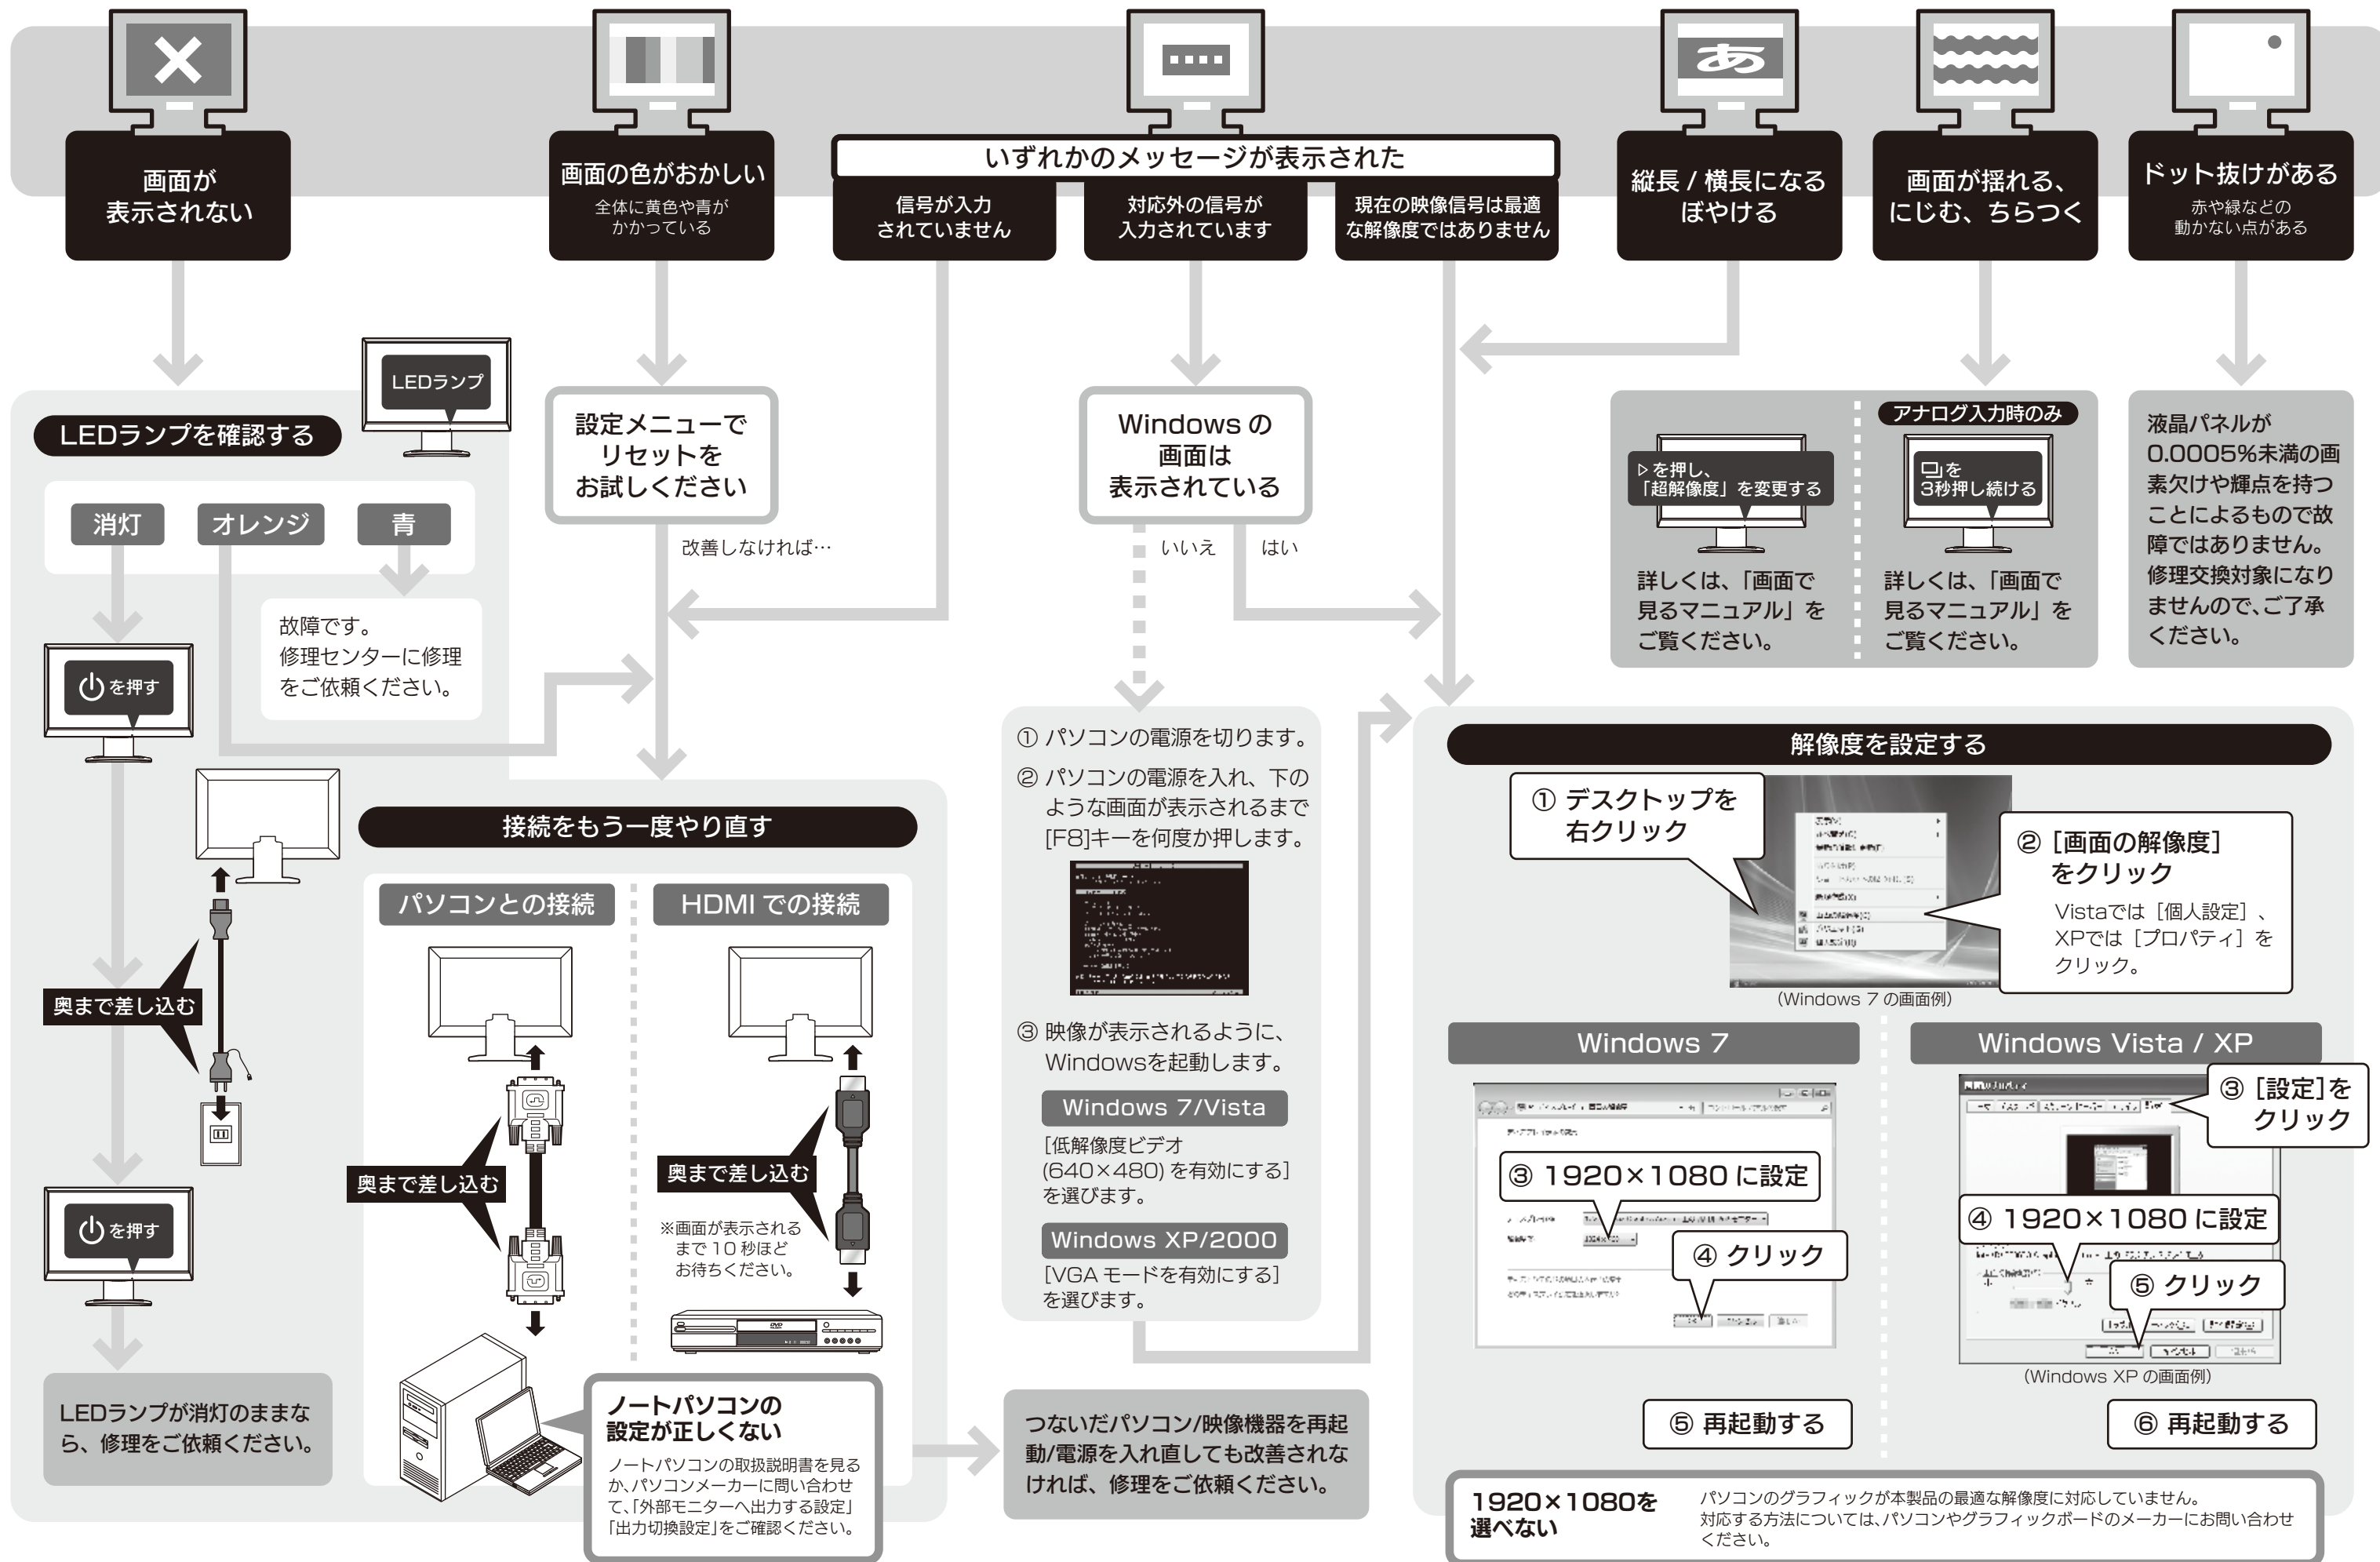 画面が
表示されない
画面の色がおかしい
全体に黄色や青が
かかっている
いずれかのメッセージが表示された
信号が入力
されていません
対応外の信号が
入力されています
現在の映像信号は最適
な解像度ではありません
あ
縦長 / 横長になる
ぼやける
画面が揺れる、
にじむ、ちらつく
ドット抜けがある
赤や緑などの
動かない点がある
LEDランプ
LEDランプを確認する
消灯
オレンジ
青
故障です。
修理センターに修理
をご依頼ください。
を押す
奥まで差し込む
を押す
LEDランプが消灯のままな
ら、修理をご依頼ください。
設定メニューで
リセットを
お試しください
改善しなければ…
接続をもう一度やり直す
パソコンとの接続
奥まで差し込む
HDMI での接続
奥まで差し込む
※画面が表示される
まで 10 秒ほど
お待ちください。
DVD
ノートパソコンの
設定が正しくない
ノートパソコンの取扱説明書を見る
か、パソコンメーカーに問い合わせ
て、「外部モニターへ出力する設定」
「出力切換設定」をご確認ください。
つないだパソコン/映像機器を再起
動/電源を入れ直しても改善されな
ければ、修理をご依頼ください。
Windows の
画面は
表示されている
いいえ
はい
① パソコンの電源を切ります。
② パソコンの電源を入れ、下の
ような画面が表示されるまで
[F8]キーを何度か押します。
③ 映像が表示されるように、
Windowsを起動します。
Windows 7/Vista
[低解像度ビデオ
(640×480) を有効にする]
を選びます。
Windows XP/2000
[VGA モードを有効にする]
を選びます。
▷を押し、
「超解像度」を変更する
詳しくは、「画面で
見るマニュアル」を
ご覧ください。
アナログ入力時のみ
を
3秒押し続ける
詳しくは、「画面で
見るマニュアル」を
ご覧ください。
液晶パネルが
0.0005%未満の画
素欠けや輝点を持つ
ことによるもので故
障ではありません。
修理交換対象になり
ませんので、ご了承
ください。
解像度を設定する
① デスクトップを
右クリック
② [画面の解像度]
をクリック
Vistaでは [個人設定]、
XPでは [プロパティ] を
クリック。
(Windows 7 の画面例)
Windows 7
③ 1920×1080 に設定
④ クリック
⑤ 再起動する
Windows Vista / XP
③ [設定]を
クリック
④ 1920×1080 に設定
⑤ クリック
(Windows XP の画面例)
⑥ 再起動する
1920×1080を
選べない
パソコンのグラフィックが本製品の最適な解像度に対応していません。
対応する方法については、パソコンやグラフィックボードのメーカーにお問い合わせ
ください。